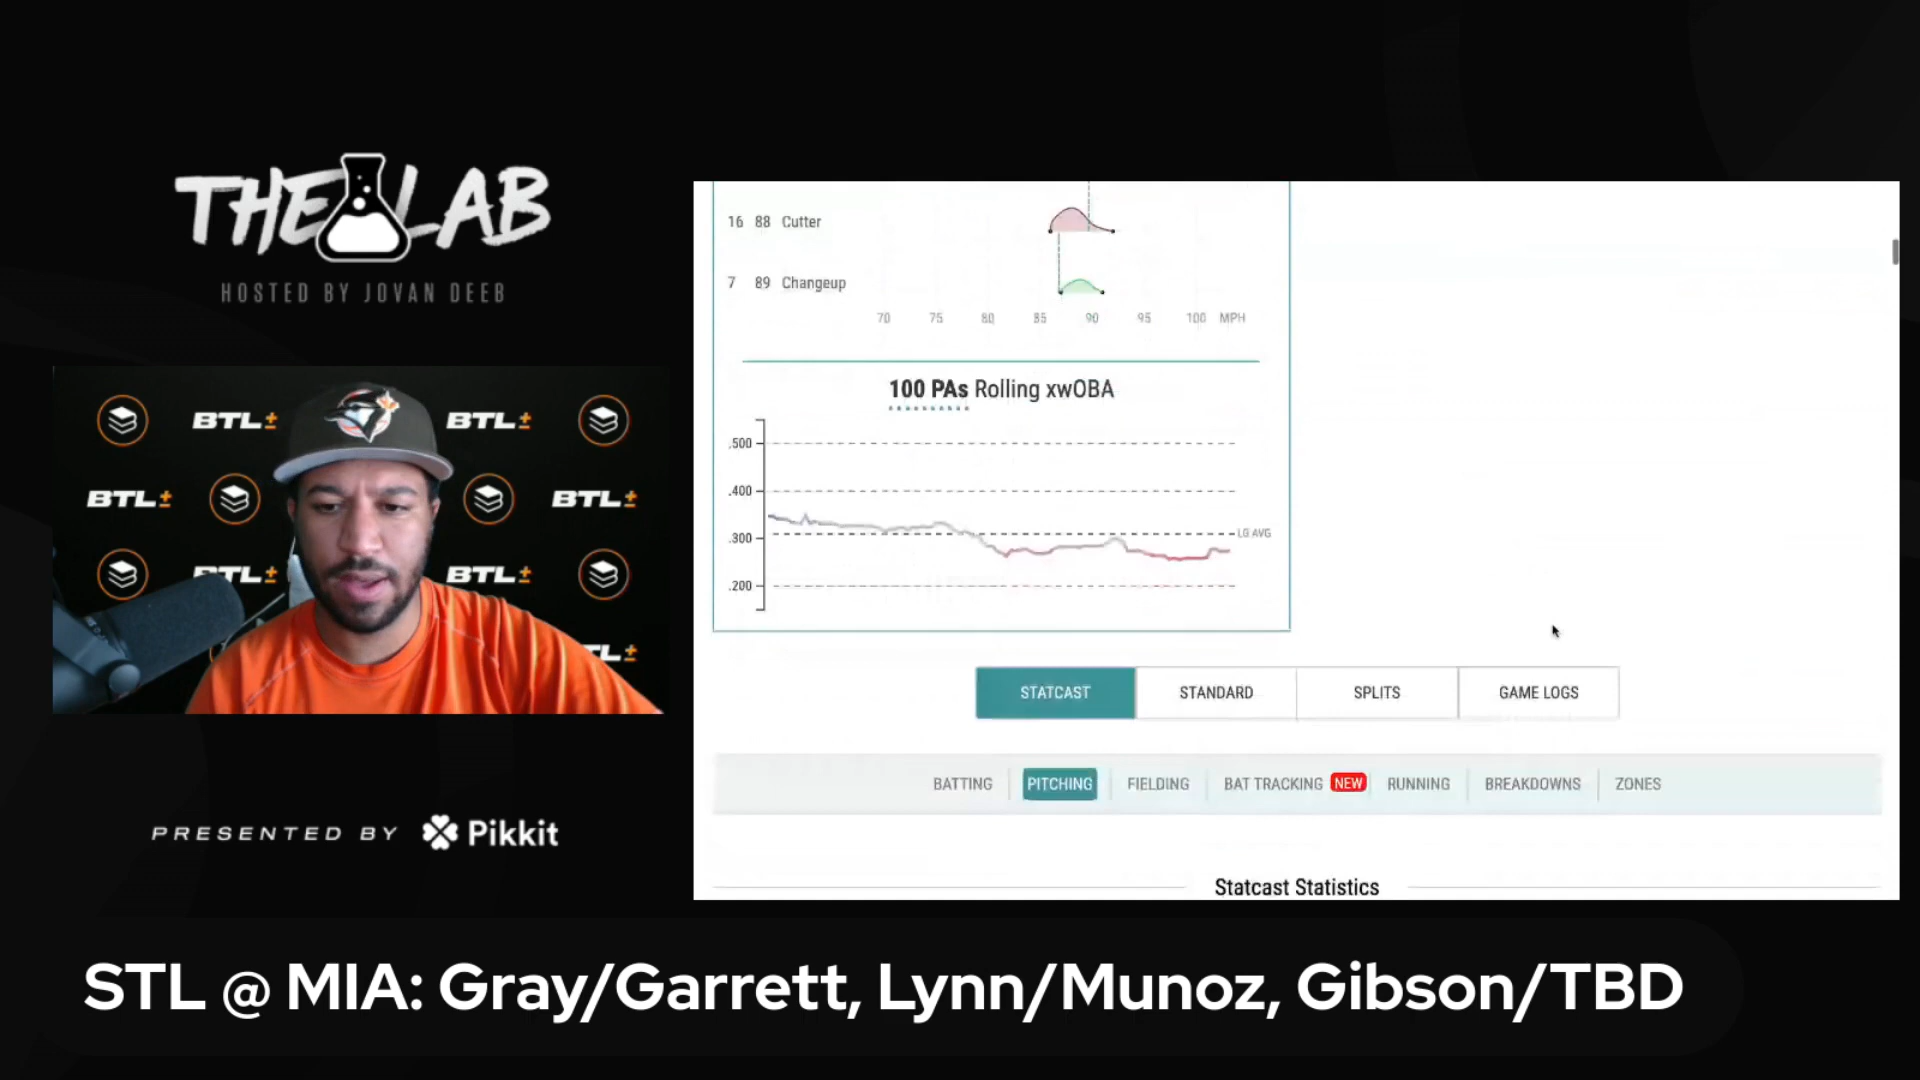 THE LAB
HOSTED BY JOVAN DEEB
BTL± BTL±
BTL± BTL±
BTL± BTL±
PRESENTED BY Pikkit
16 88 Cutter
7 89 Changeup
70 75 80 85 90 95 100 MPH
100 PAs Rolling xwOBA
.500
.400
.300 LG AVG
.200
STATCAST STANDARD SPLITS GAME LOGS
BATTING PITCHING FIELDING BAT TRACKING NEW RUNNING BREAKDOWNS ZONES
Statcast Statistics
STL @ MIA: Gray/Garrett, Lynn/Munoz, Gibson/TBD